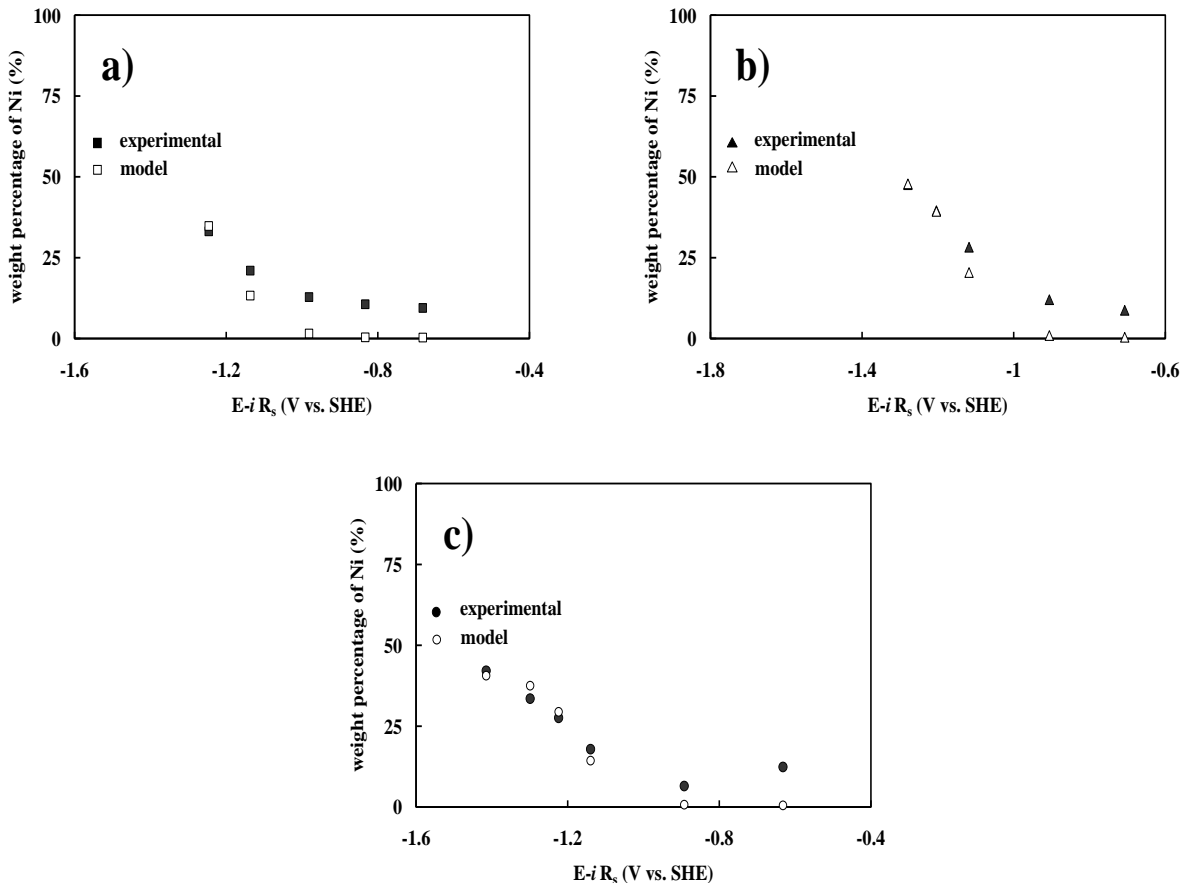 a)
weight percentage of Ni (%)
100
75
50
25
0
experimental
model
-1.6
-1.2
-0.8
-0.4
E-i Rs (V vs. SHE)
b)
weight percentage of Ni (%)
100
75
50
25
0
experimental
model
-1.8
-1.4
-1
-0.6
E-i Rs (V vs. SHE)
c)
weight percentage of Ni (%)
100
75
50
25
0
experimental
model
-1.6
-1.2
-0.8
-0.4
E-i Rs (V vs. SHE)